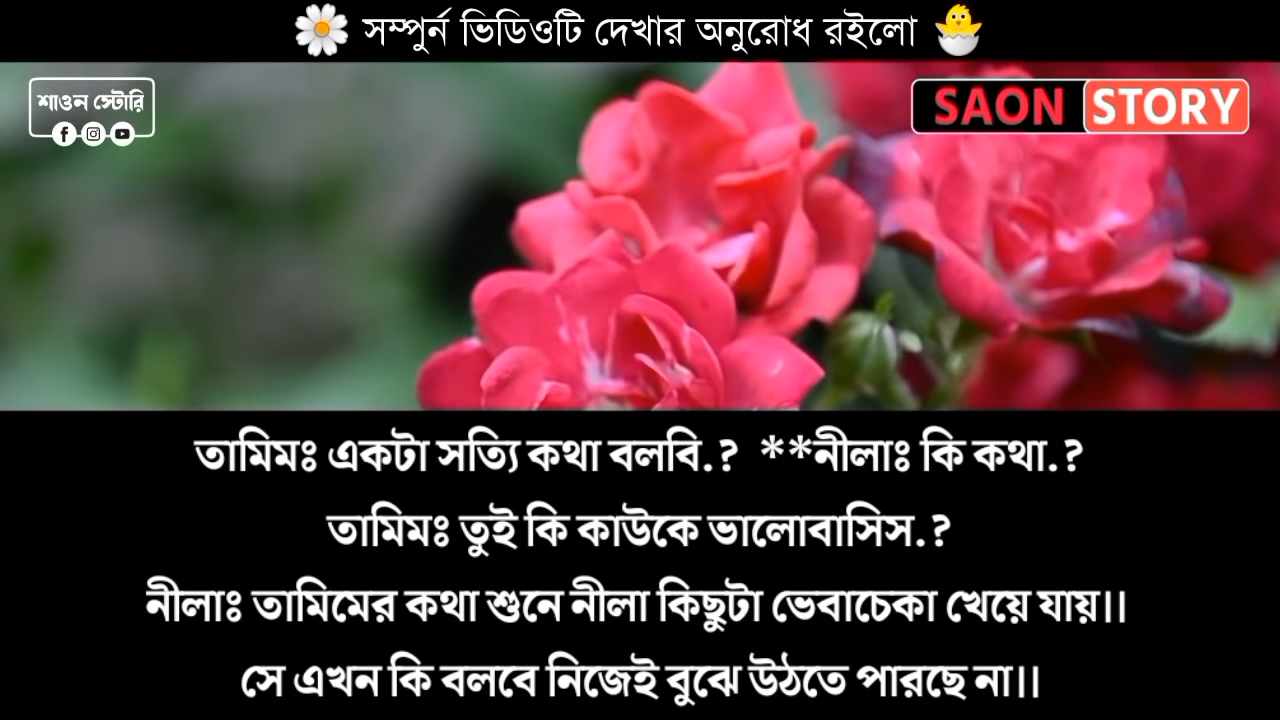 🌼 সম্পুর্ন ভিডিওটি দেখার অনুরোধ রইলো 🐣
শাওন স্টোরি
SAON STORY
তামিমঃ একটা সত্যি কথা বলবি.? **নীলাঃ কি কথা.?
তামিমঃ তুই কি কাউকে ভালোবাসিস.?
নীলাঃ তামিমের কথা শুনে নীলা কিছুটা ভেবাচেকা খেয়ে যায়।।
সে এখন কি বলবে নিজেই বুঝে উঠতে পারছে না।।